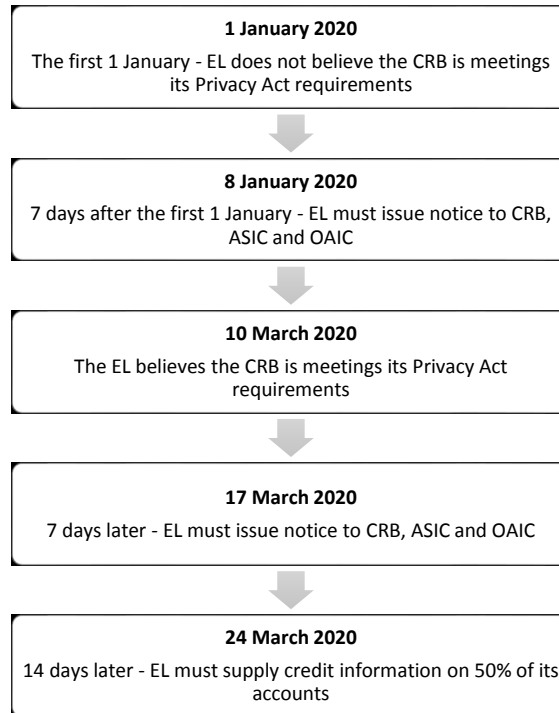 1 January 2020
The first 1 January - EL does not believe the CRB is meetings
its Privacy Act requirements
8 January 2020
7 days after the first 1 January - EL must issue notice to CRB,
ASIC and OAIC
10 March 2020
The EL believes the CRB is meetings its Privacy Act
requirements
17 March 2020
7 days later - EL must issue notice to CRB, ASIC and OAIC
24 March 2020
14 days later - EL must supply credit information on 50% of its
accounts